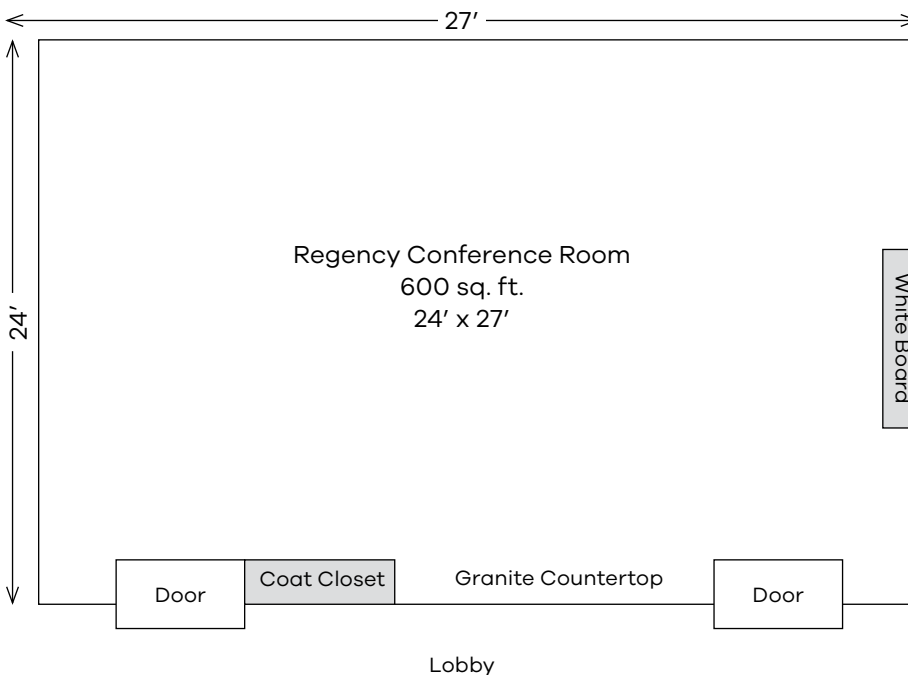 27′
24′
Regency Conference Room
600 sq. ft.
24′ x 27′
White Board
Door
Coat Closet
Granite Countertop
Door
Lobby